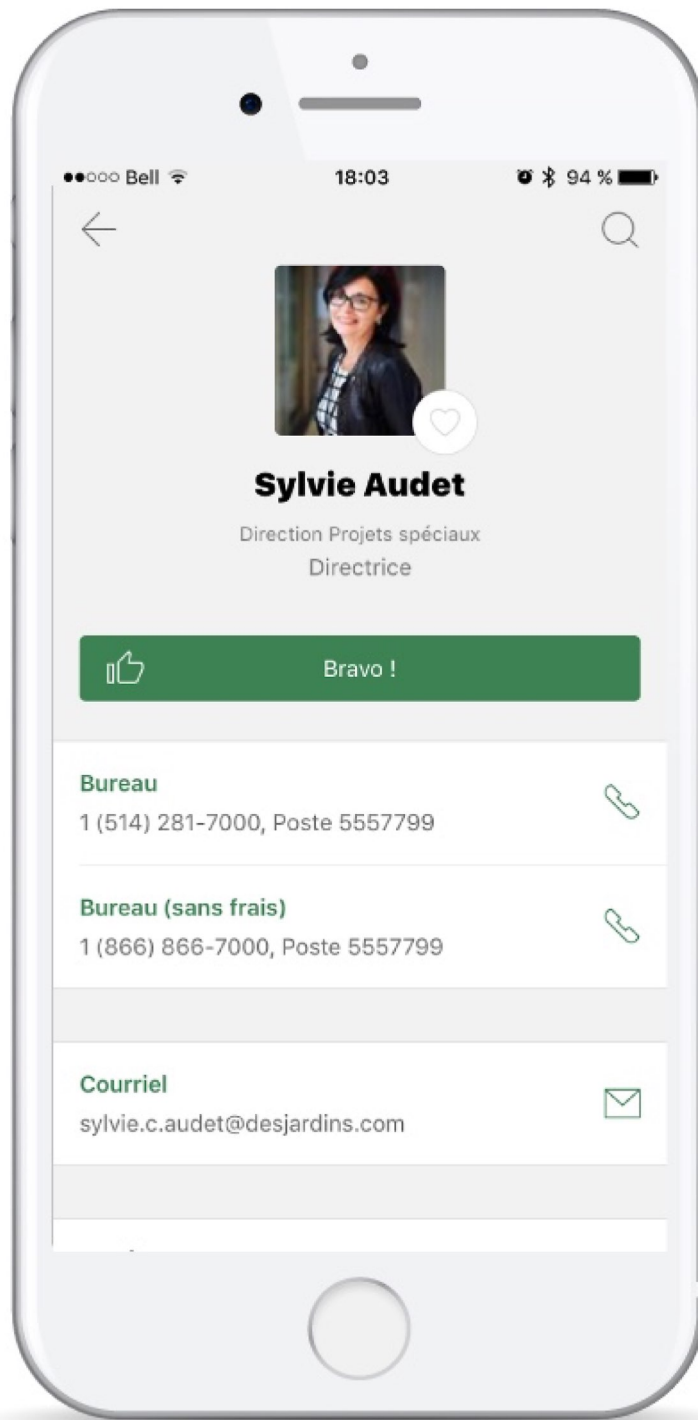 Bell 18:03 94 %
Sylvie Audet
Direction Projets spéciaux
Directrice
Bravo !
Bureau
1 (514) 281-7000, Poste 5557799
Bureau (sans frais)
1 (866) 866-7000, Poste 5557799
Courriel
sylvie.c.audet@desjardins.com